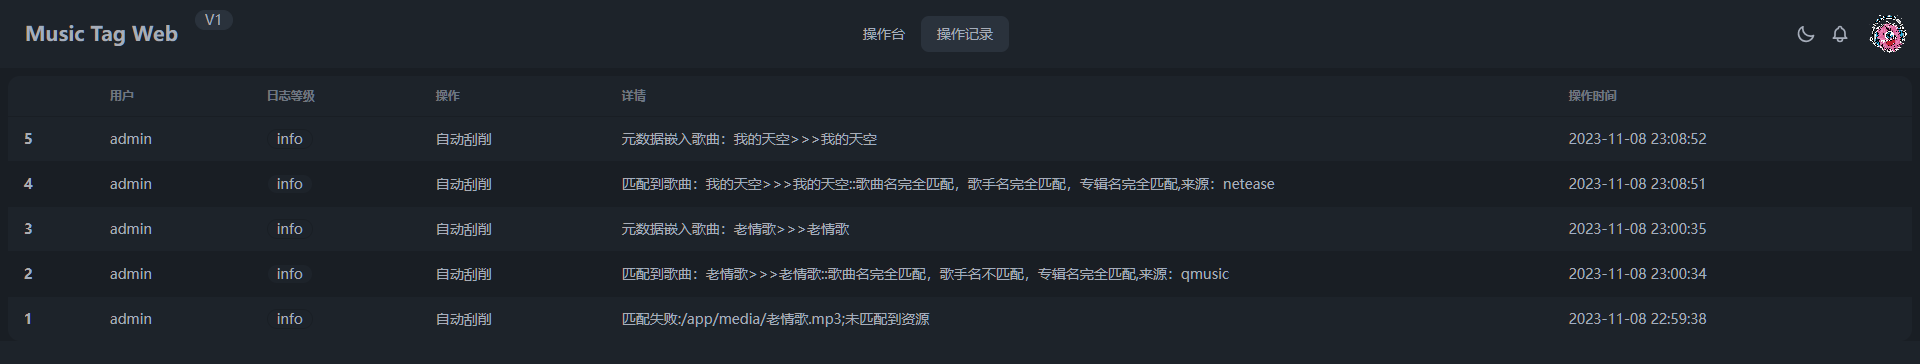 Music Tag Web V1 操作台 操作记录
用户 日志等级 操作 详情 操作时间
5 admin info 自动刮削 元数据嵌入歌曲：我的天空>>>我的天空 2023-11-08 23:08:52
4 admin info 自动刮削 匹配到歌曲：我的天空>>>我的天空::歌曲名完全匹配，歌手名完全匹配，专辑名完全匹配,来源：netease 2023-11-08 23:08:51
3 admin info 自动刮削 元数据嵌入歌曲：老情歌>>>老情歌 2023-11-08 23:00:35
2 admin info 自动刮削 匹配到歌曲：老情歌>>>老情歌::歌曲名完全匹配，歌手名不匹配，专辑名完全匹配,来源：qmusic 2023-11-08 23:00:34
1 admin info 自动刮削 匹配失败:/app/media/老情歌.mp3;未匹配到资源 2023-11-08 22:59:38